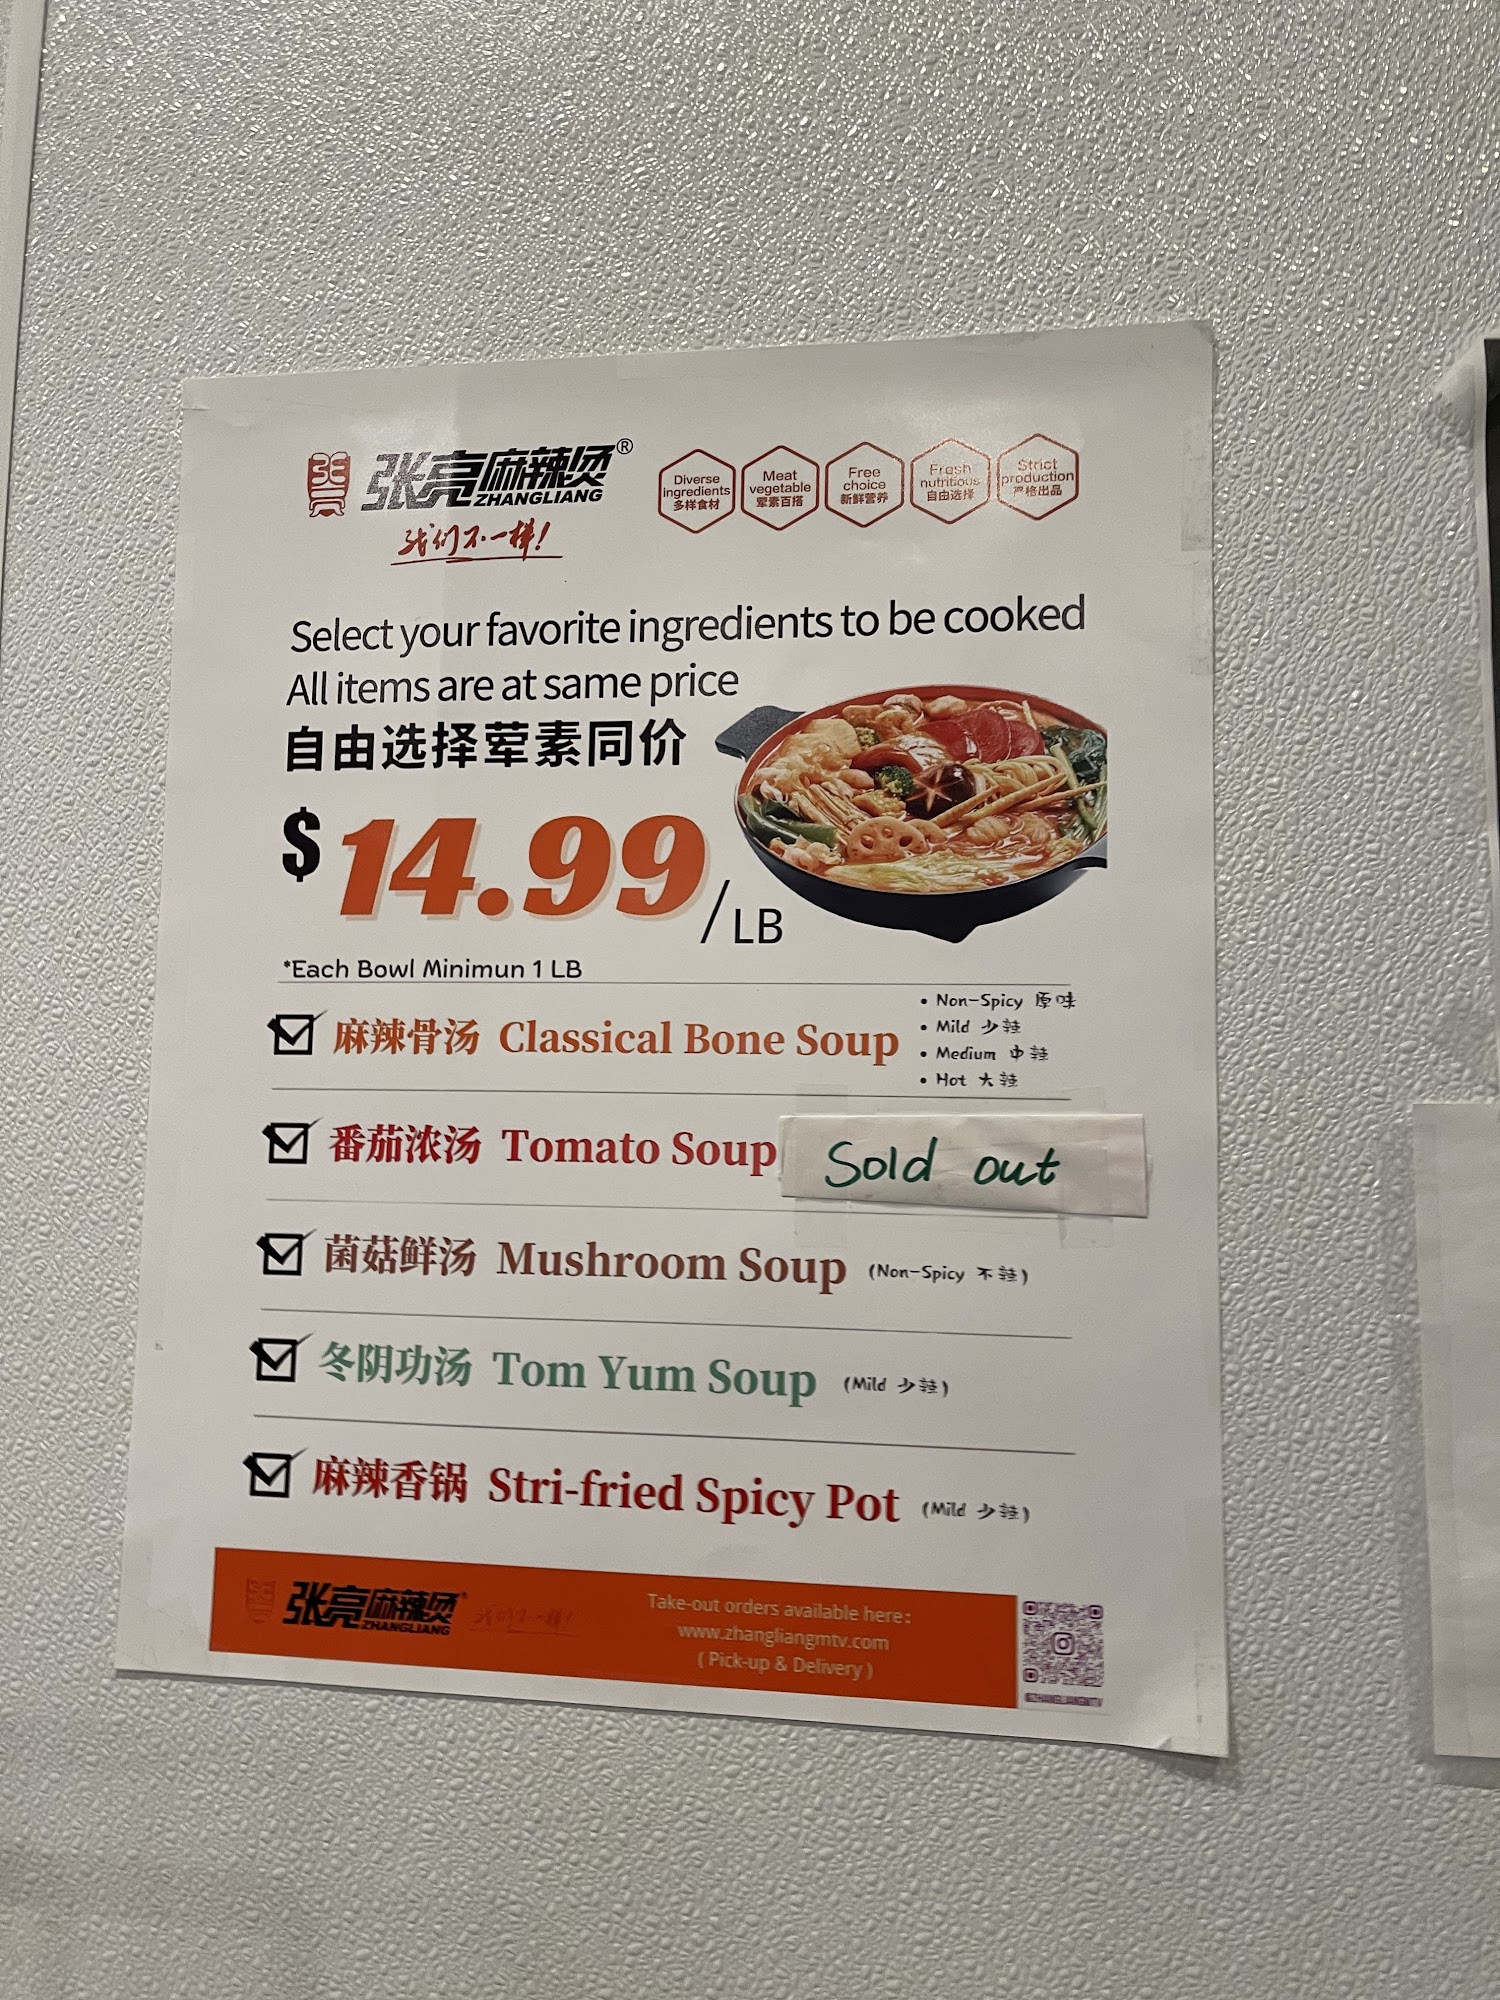 张亮麻辣烫®
ZHANGLIANG
我们不一样!
Diverse ingredients 多样食材
Meat vegetable 荤素百搭
Free choice 新鲜营养
Fresh nutritious 自由选择
Strict production 严格出品
Select your favorite ingredients to be cooked
All items are at same price
自由选择荤素同价
$14.99/LB
*Each Bowl Minimun 1 LB
麻辣骨汤 Classical Bone Soup
• Non-Spicy 原味
• Mild 少辣
• Medium 中辣
• Hot 大辣
番茄浓汤 Tomato Soup Sold out
菌菇鲜汤 Mushroom Soup (Non-Spicy 不辣)
冬阴功汤 Tom Yum Soup (Mild 少辣)
麻辣香锅 Stri-fried Spicy Pot (Mild 少辣)
张亮麻辣烫®
ZHANGLIANG
我们不一样!
Take-out orders available here:
www.zhangliangmtv.com
( Pick-up & Delivery )